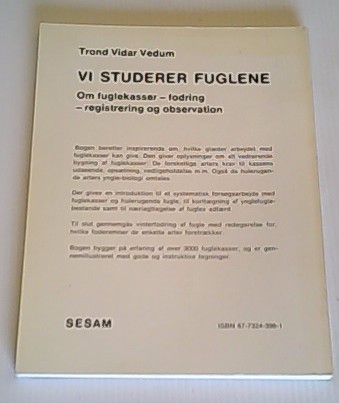 Trond Vidar Vedum
VI STUDERER FUGLENE
Om fuglekasser – fodring
– registrering og observation
Bogen beretter inspirerende om, hvilke glæder arbejdet med
fuglekasser kan give. Den giver oplysninger om alt vedrørende
bygning af fuglekasser: De forskellige arters krav til kassens
udseende, opsætning, vedligeholdelse m.m. Også de hulerugen-
de arters yngle-biologi omtales.
Der gives en introduktion til et systematisk forsøgsarbejde med
fuglekasser og hulerugende fugle, til kortlægning af ynglefugle-
bestande samt til nærlagttagelse af fugles adfærd.
Til slut gennemgås vinterfodring af fugle med redegørelse for,
hvilke foderemner de enkelte arter foretrækker.
Bogen bygger på erfaring af over 3000 fuglekasser, og er gen-
nemillustreret med gode og instruktive tegninger.
SESAM
ISBN 87-7324-398-1